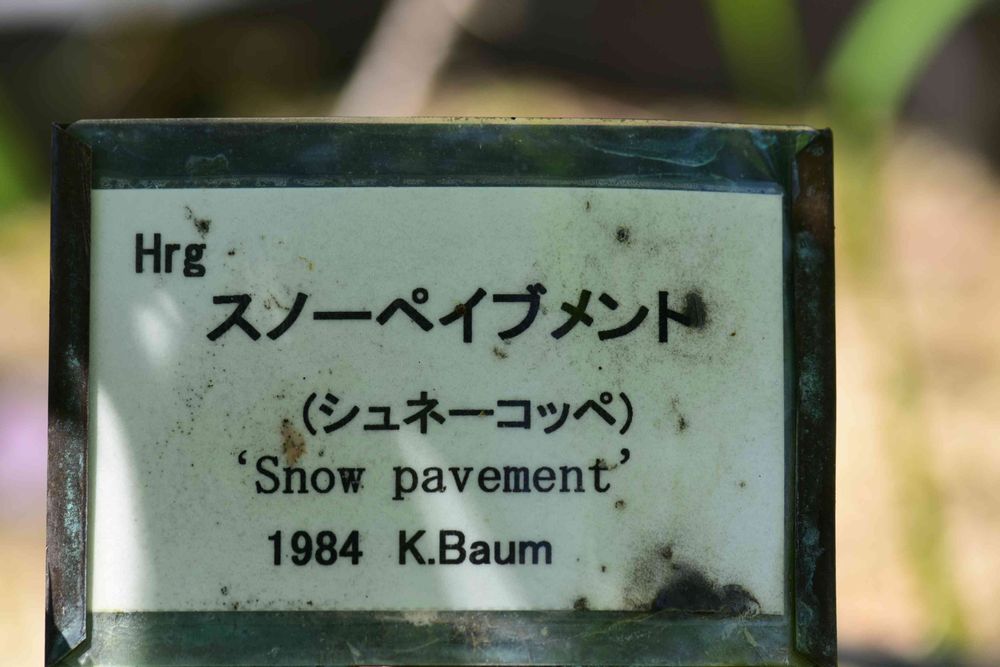 Hrg
スノーペイブメント
(シュネーコッペ)
‘Snow pavement’
1984 K.Baum